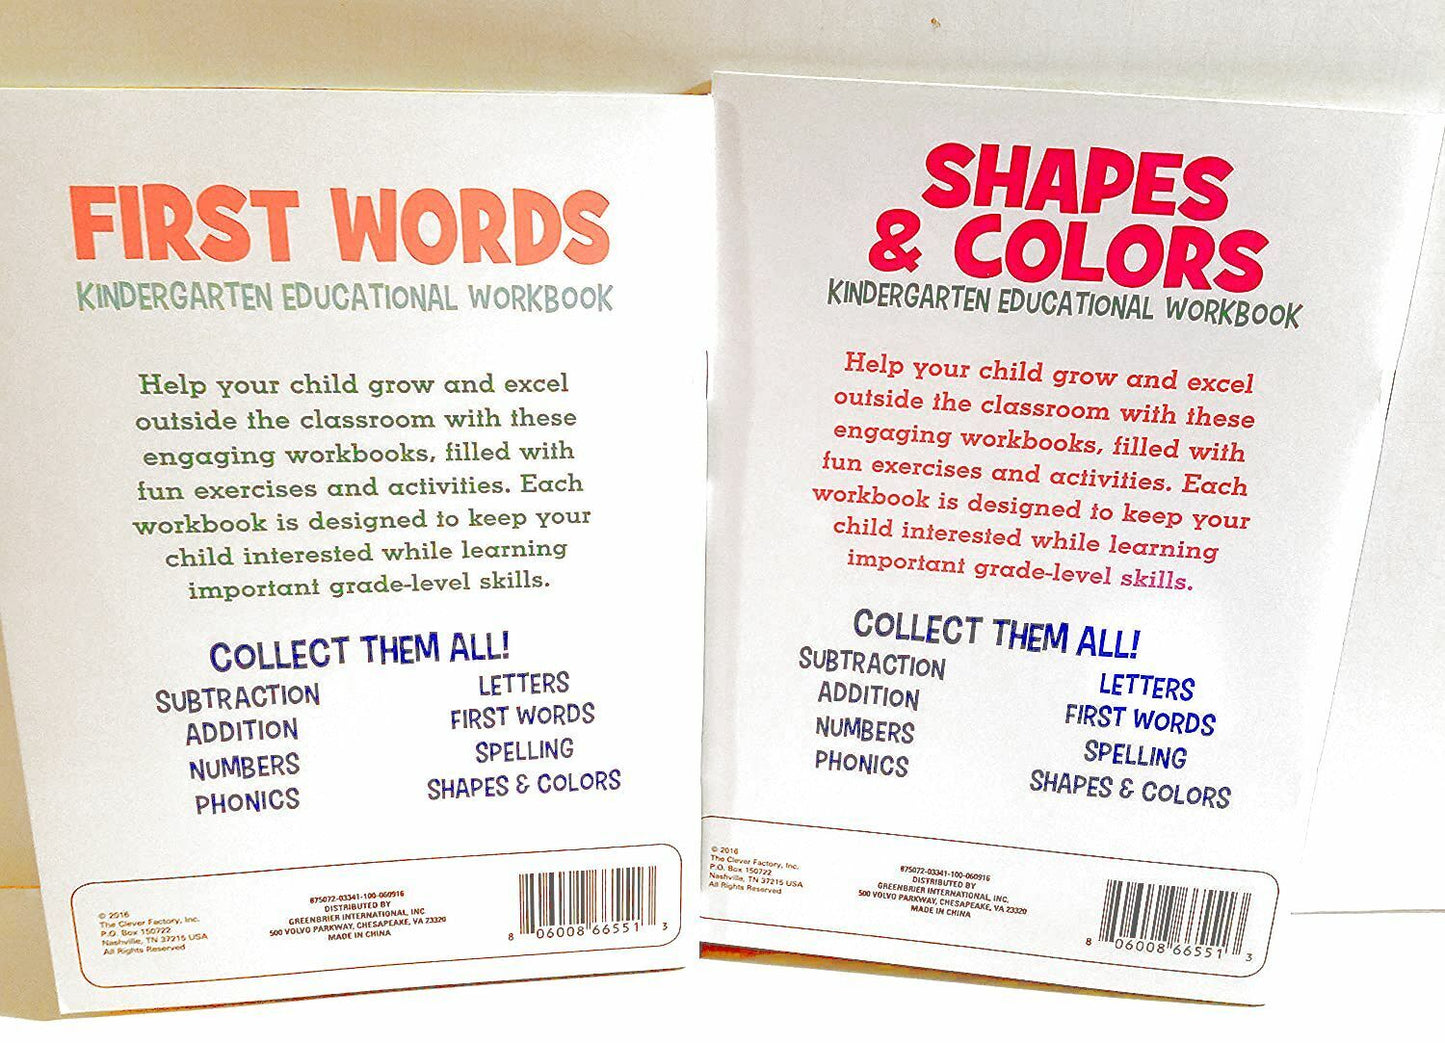 FIRST WORDS
KINDERGARTEN EDUCATIONAL WORKBOOK
Help your child grow and excel
outside the classroom with these
engaging workbooks, filled with
fun exercises and activities. Each
workbook is designed to keep your
child interested while learning
important grade-level skills.
COLLECT THEM ALL!
SUBTRACTION
ADDITION
NUMBERS
PHONICS
LETTERS
FIRST WORDS
SPELLING
SHAPES & COLORS
© 2016
The Clever Factory, Inc.
P.O. Box 150722
Nashville, TN 37215 USA
All Rights Reserved
875072-03341-100-060916
DISTRIBUTED BY
GREENBRIER INTERNATIONAL, INC
500 VOLVO PARKWAY, CHESAPEAKE, VA 23320
MADE IN CHINA
8 06008 66551 3
SHAPES
& COLORS
KINDERGARTEN EDUCATIONAL WORKBOOK
Help your child grow and excel
outside the classroom with these
engaging workbooks, filled with
fun exercises and activities. Each
workbook is designed to keep your
child interested while learning
important grade-level skills.
COLLECT THEM ALL!
SUBTRACTION
ADDITION
NUMBERS
PHONICS
LETTERS
FIRST WORDS
SPELLING
SHAPES & COLORS
© 2016
The Clever Factory, Inc.
P.O. Box 150722
Nashville, TN 37215 USA
All Rights Reserved
875072-03341-100-060916
DISTRIBUTED BY
GREENBRIER INTERNATIONAL, INC.
500 VOLVO PARKWAY, CHESAPEAKE, VA 23320
MADE IN CHINA
8 06008 66551 3